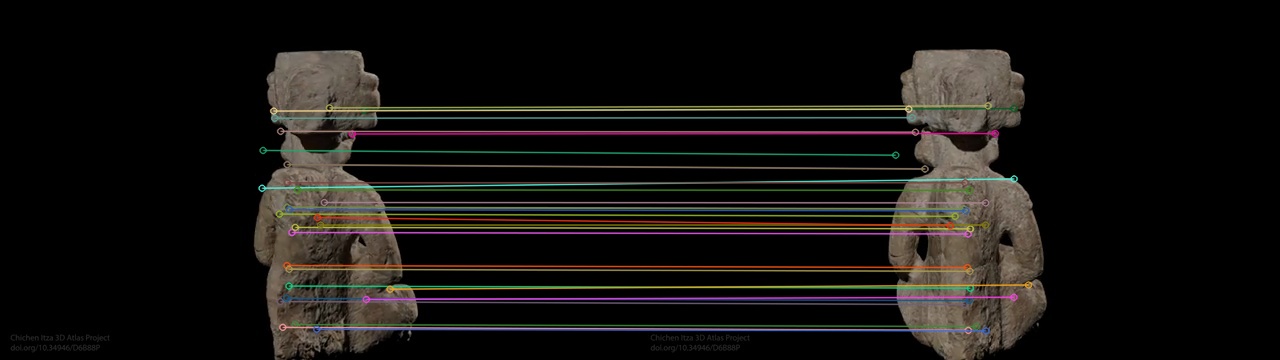 Chichen Itza 3D Atlas Project
doi.org/10.34946/D6B88P
Chichen Itza 3D Atlas Project
doi.org/10.34946/D6B88P